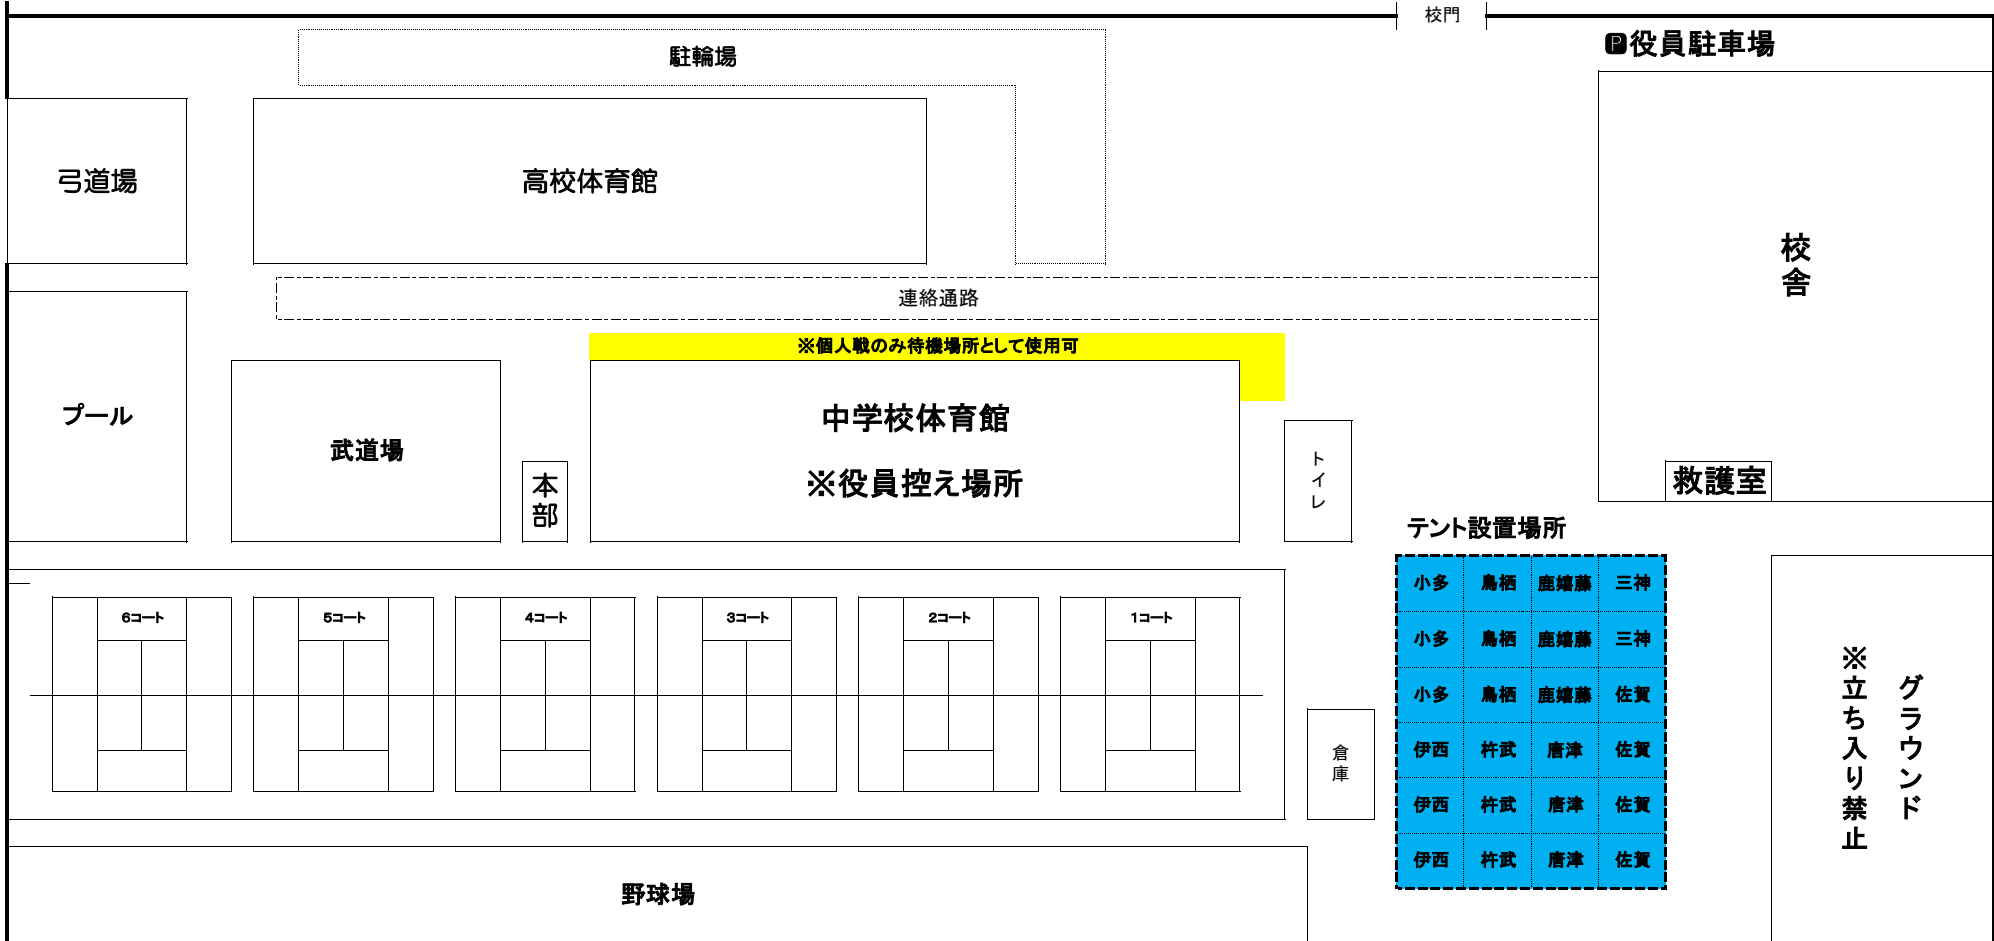 校門
🅿役員駐車場
駐輪場
弓道場
高校体育館
校舎
連絡通路
※個人戦のみ待機場所として使用可
プール
武道場
本部
中学校体育館
※役員控え場所
トイレ
救護室
テント設置場所
小多 鳥栖 鹿嬉藤 三神
小多 鳥栖 鹿嬉藤 三神
小多 鳥栖 鹿嬉藤 佐賀
伊西 杵武 唐津 佐賀
伊西 杵武 唐津 佐賀
伊西 杵武 唐津 佐賀
6コート 5コート 4コート 3コート 2コート 1コート
倉庫
グラウンド
※立ち入り禁止
野球場